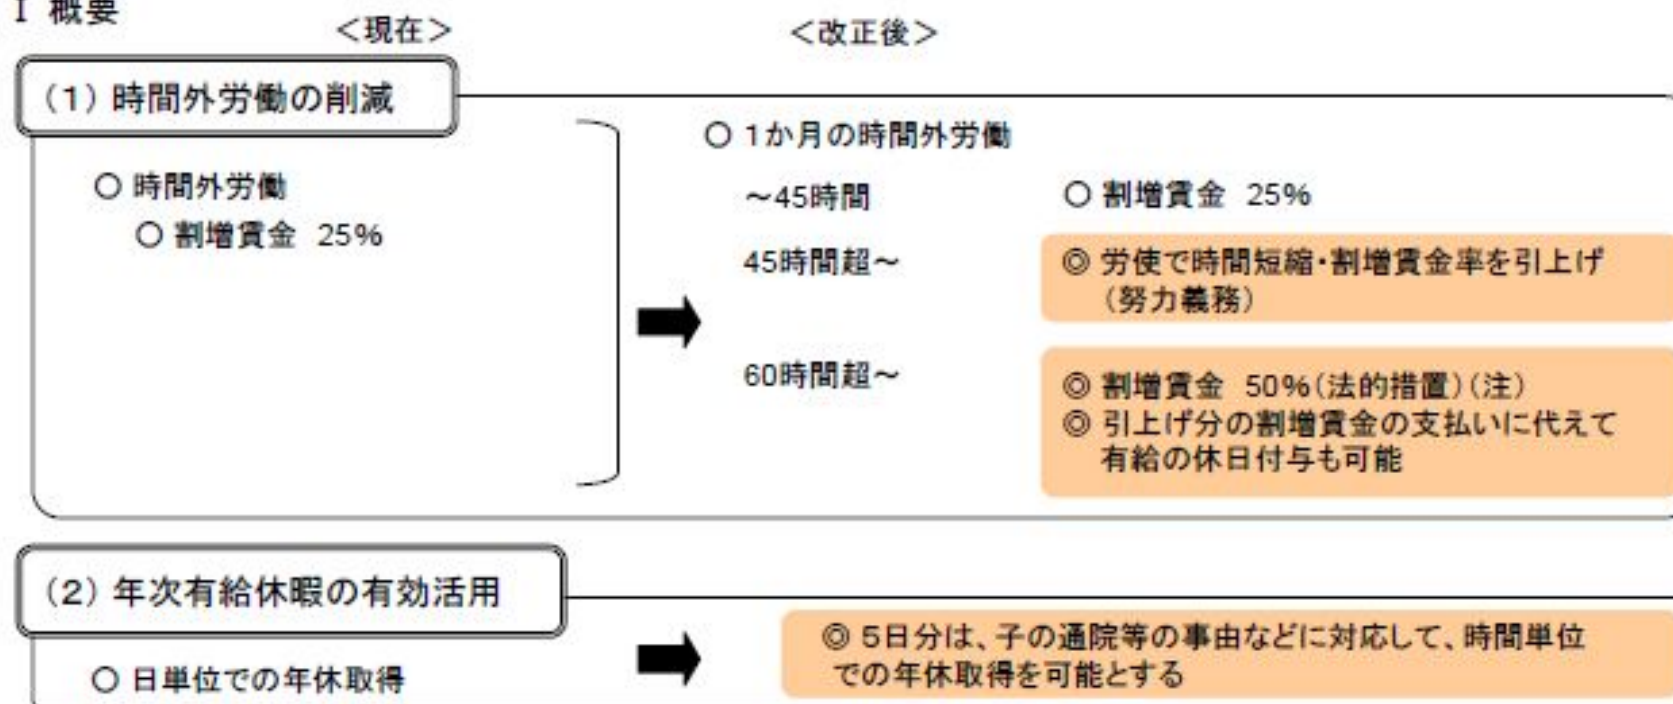 Ⅰ 概要
＜現在＞
＜改正後＞
（1）時間外労働の削減
○ 時間外労働
○ 割増賃金 25%
○ 1か月の時間外労働
～45時間
○ 割増賃金 25%
45時間超～
◎ 労使で時間短縮・割増賃金率を引上げ
（努力義務）
60時間超～
◎ 割増賃金 50%（法的措置）（注）
◎ 引上げ分の割増賃金の支払いに代えて
有給の休日付与も可能
（2）年次有給休暇の有効活用
○ 日単位での年休取得
◎ 5日分は、子の通院等の事由などに対応して、時間単位
での年休取得を可能とする